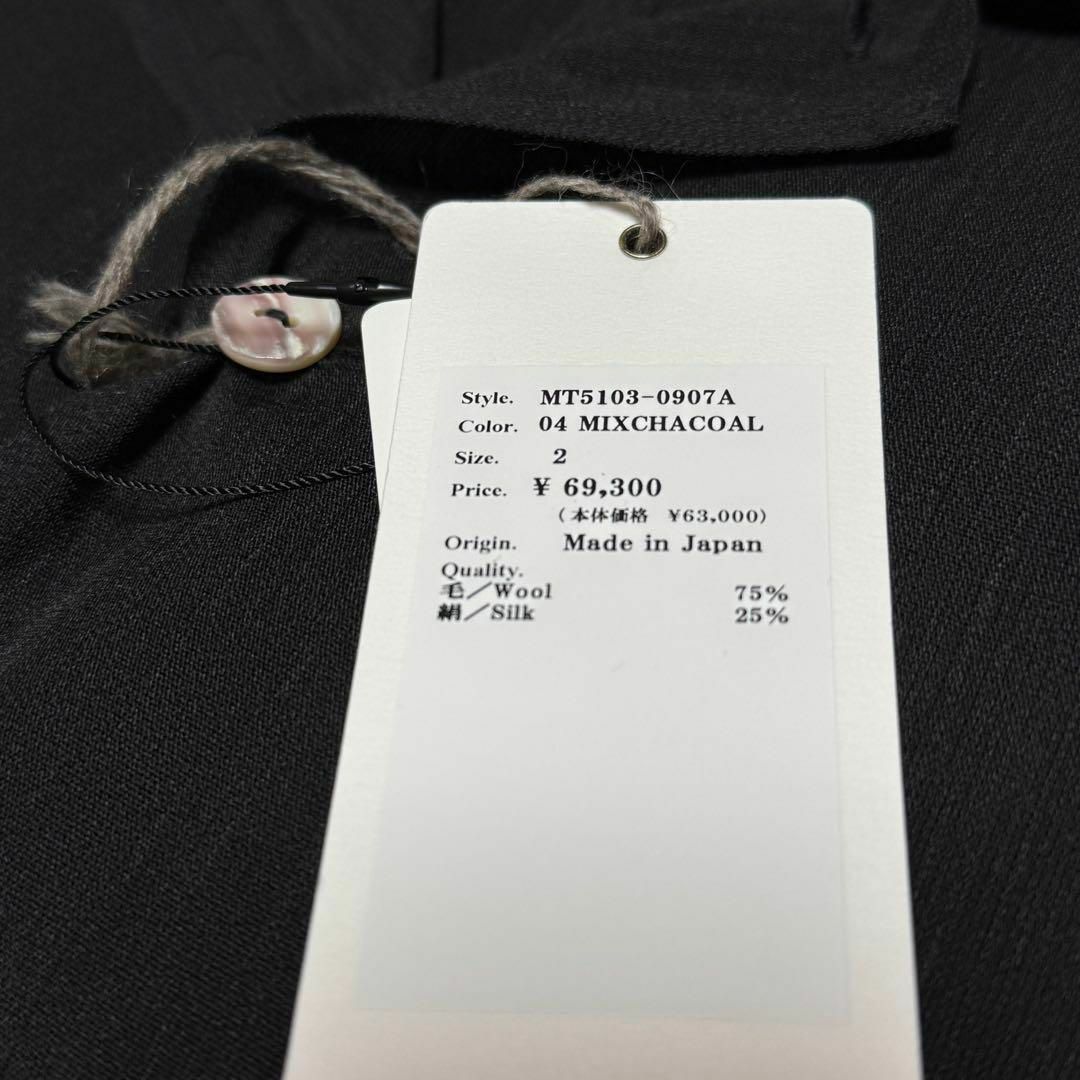 Style. MT5103-0907A
Color. 04 MIXCHACOAL
Size. 2
Price. ¥ 69,300
(本体価格 ¥63,000)
Origin. Made in Japan
Quality.
毛／Wool 75%
絹／Silk 25%